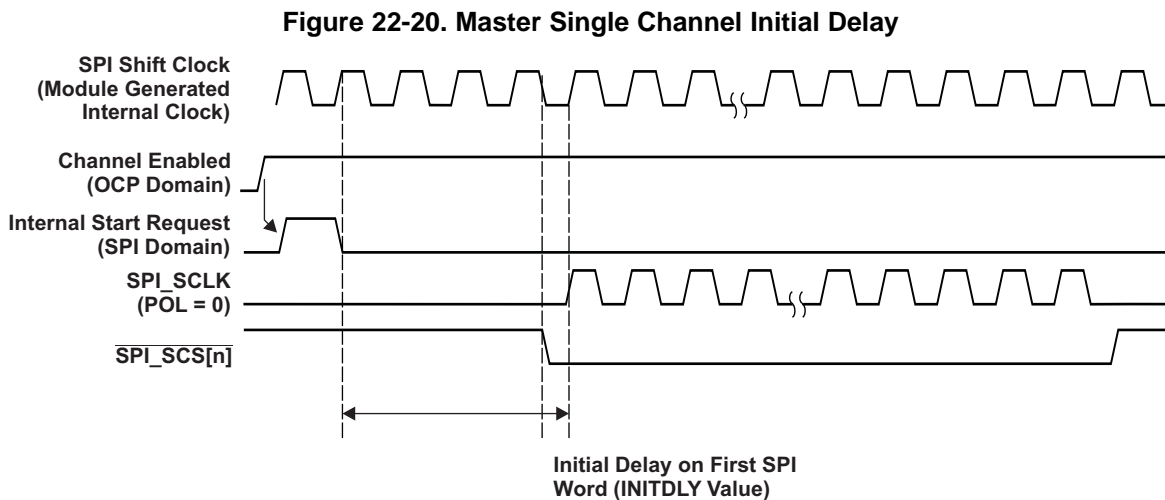 Figure 22-20. Master Single Channel Initial Delay
SPI Shift Clock
(Module Generated
Internal Clock)
Channel Enabled
(OCP Domain)
Internal Start Request
(SPI Domain)
SPI_SCLK
(POL = 0)
SPI_SCS[n]
Initial Delay on First SPI
Word (INITDLY Value)